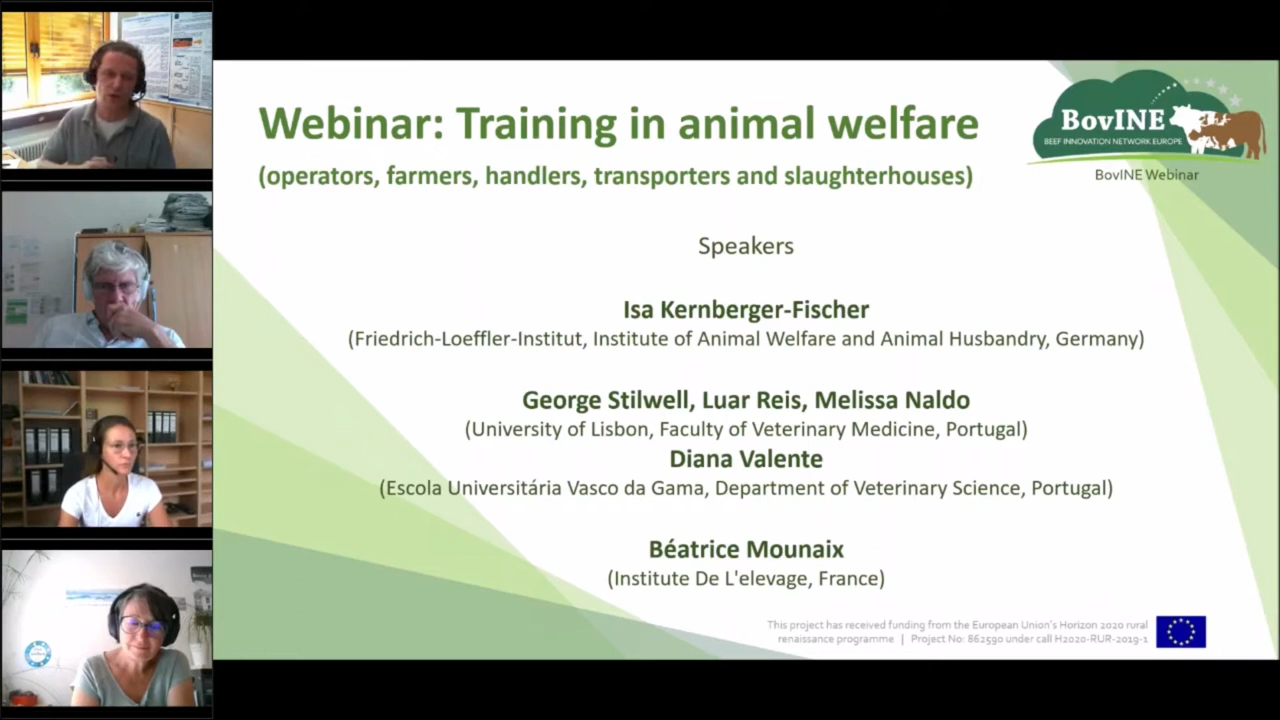 Webinar: Training in animal welfare
(operators, farmers, handlers, transporters and slaughterhouses)
BovINE
BEEF INNOVATION NETWORK EUROPE
BovINE Webinar
Speakers
Isa Kernberger-Fischer
(Friedrich-Loeffler-Institut, Institute of Animal Welfare and Animal Husbandry, Germany)
George Stilwell, Luar Reis, Melissa Naldo
(University of Lisbon, Faculty of Veterinary Medicine, Portugal)
Diana Valente
(Escola Universitária Vasco da Gama, Department of Veterinary Science, Portugal)
Béatrice Mounaix
(Institute De L'elevage, France)
This project has received funding from the European Union's Horizon 2020 rural
renaissance programme | Project No: 862590 under call H2020-RUR-2019-1